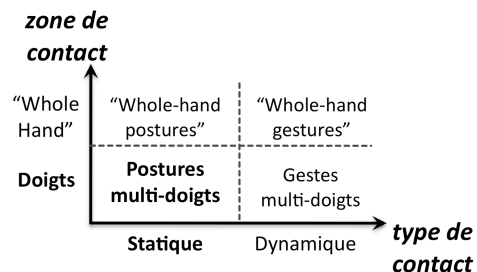 zone de
contact
“Whole
Hand”
“Whole-hand
postures”
“Whole-hand
gestures”
Doigts
Postures
multi-doigts
Gestes
multi-doigts
Statique
Dynamique
type de
contact